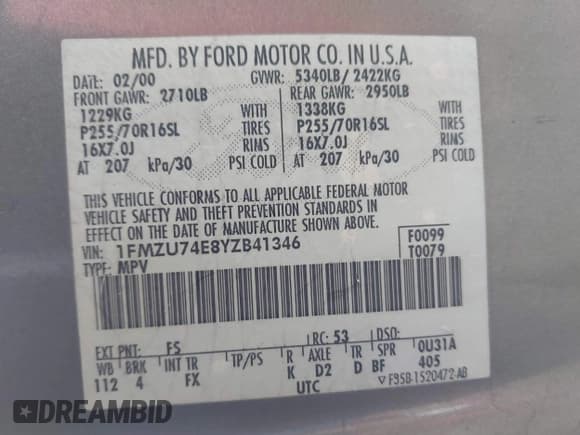 MFD. BY FORD MOTOR CO. IN U.S.A.
DATE: 02/00 GVWR: 5340LB/ 2422KG
FRONT GAWR: 2710LB REAR GAWR: 2950LB
1229KG WITH 1338KG WITH
P255/70R16SL TIRES P255/70R16SL TIRES
16X7.0J RIMS 16X7.0J RIMS
AT 207 kPa/30 PSI COLD AT 207 kPa/30 PSI COLD
THIS VEHICLE CONFORMS TO ALL APPLICABLE FEDERAL MOTOR
VEHICLE SAFETY AND THEFT PREVENTION STANDARDS IN
EFFECT ON THE DATE OF MANUFACTURE SHOWN ABOVE.
VIN: 1FMZU74E8YZB41346 F0099
TYPE: MPV T0079
EXT PNT: FS RC: 53 DSO:
WB BRK INT TR TP/PS R AXLE TR SPR 0U31A
112 4 FX K D2 D BF 405
UTC ▽F95B-1520472-AB
DREAMBID